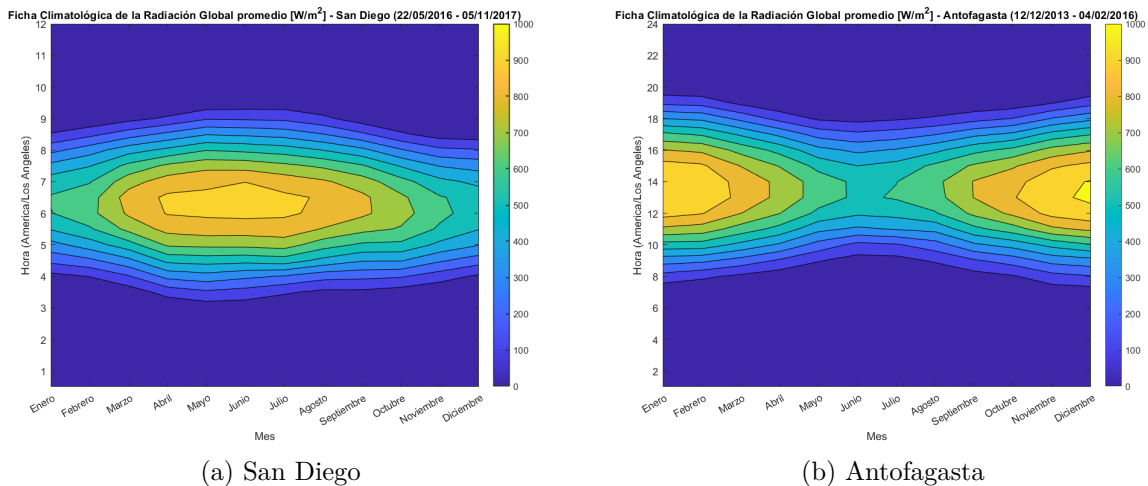 Ficha Climatológica de la Radiación Global promedio [W/m²] - San Diego (22/05/2016 - 05/11/2017)
12
11
10
9
8
7
6
5
4
3
2
1
Hora (America/Los Angeles)
Enero
Febrero
Marzo
Abril
Mayo
Junio
Julio
Agosto
Septiembre
Octubre
Noviembre
Diciembre
Mes
1000
900
800
700
600
500
400
300
200
100
0
(a) San Diego
Ficha Climatológica de la Radiación Global promedio [W/m²] - Antofagasta (12/12/2013 - 04/02/2016)
24
22
20
18
16
14
12
10
8
6
4
2
Hora (America/Los Angeles)
Enero
Febrero
Marzo
Abril
Mayo
Junio
Julio
Agosto
Septiembre
Octubre
Noviembre
Diciembre
Mes
1000
900
800
700
600
500
400
300
200
100
0
(b) Antofagasta